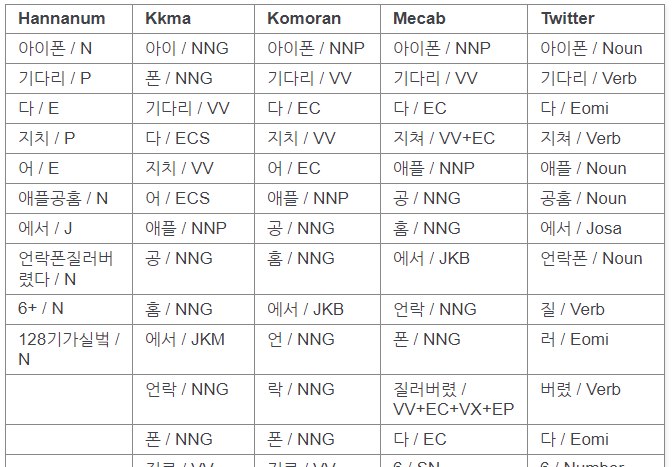 Hannanum Kkma Komoran Mecab Twitter
아이폰 / N 아이 / NNG 아이폰 / NNP 아이폰 / NNP 아이폰 / Noun
기다리 / P 폰 / NNG 기다리 / VV 기다리 / VV 기다리 / Verb
다 / E 기다리 / VV 다 / EC 다 / EC 다 / Eomi
지치 / P 다 / ECS 지치 / VV 지쳐 / VV+EC 지쳐 / Verb
어 / E 지치 / VV 어 / EC 애플 / NNP 애플 / Noun
애플공홈 / N 어 / ECS 애플 / NNP 공 / NNG 공홈 / Noun
에서 / J 애플 / NNP 공 / NNG 홈 / NNG 에서 / Josa
언락폰질러버 공 / NNG 홈 / NNG 에서 / JKB 언락폰 / Noun
렸다 / N
6+ / N 홈 / NNG 에서 / JKB 언락 / NNG 질 / Verb
128기가실벜 / 에서 / JKM 언 / NNG 폰 / NNG 러 / Eomi
N
언락 / NNG 락 / NNG 질러버렸 / 버렸 / Verb
VV+EC+VX+EP
폰 / NNG 폰 / NNG 다 / EC 다 / Eomi